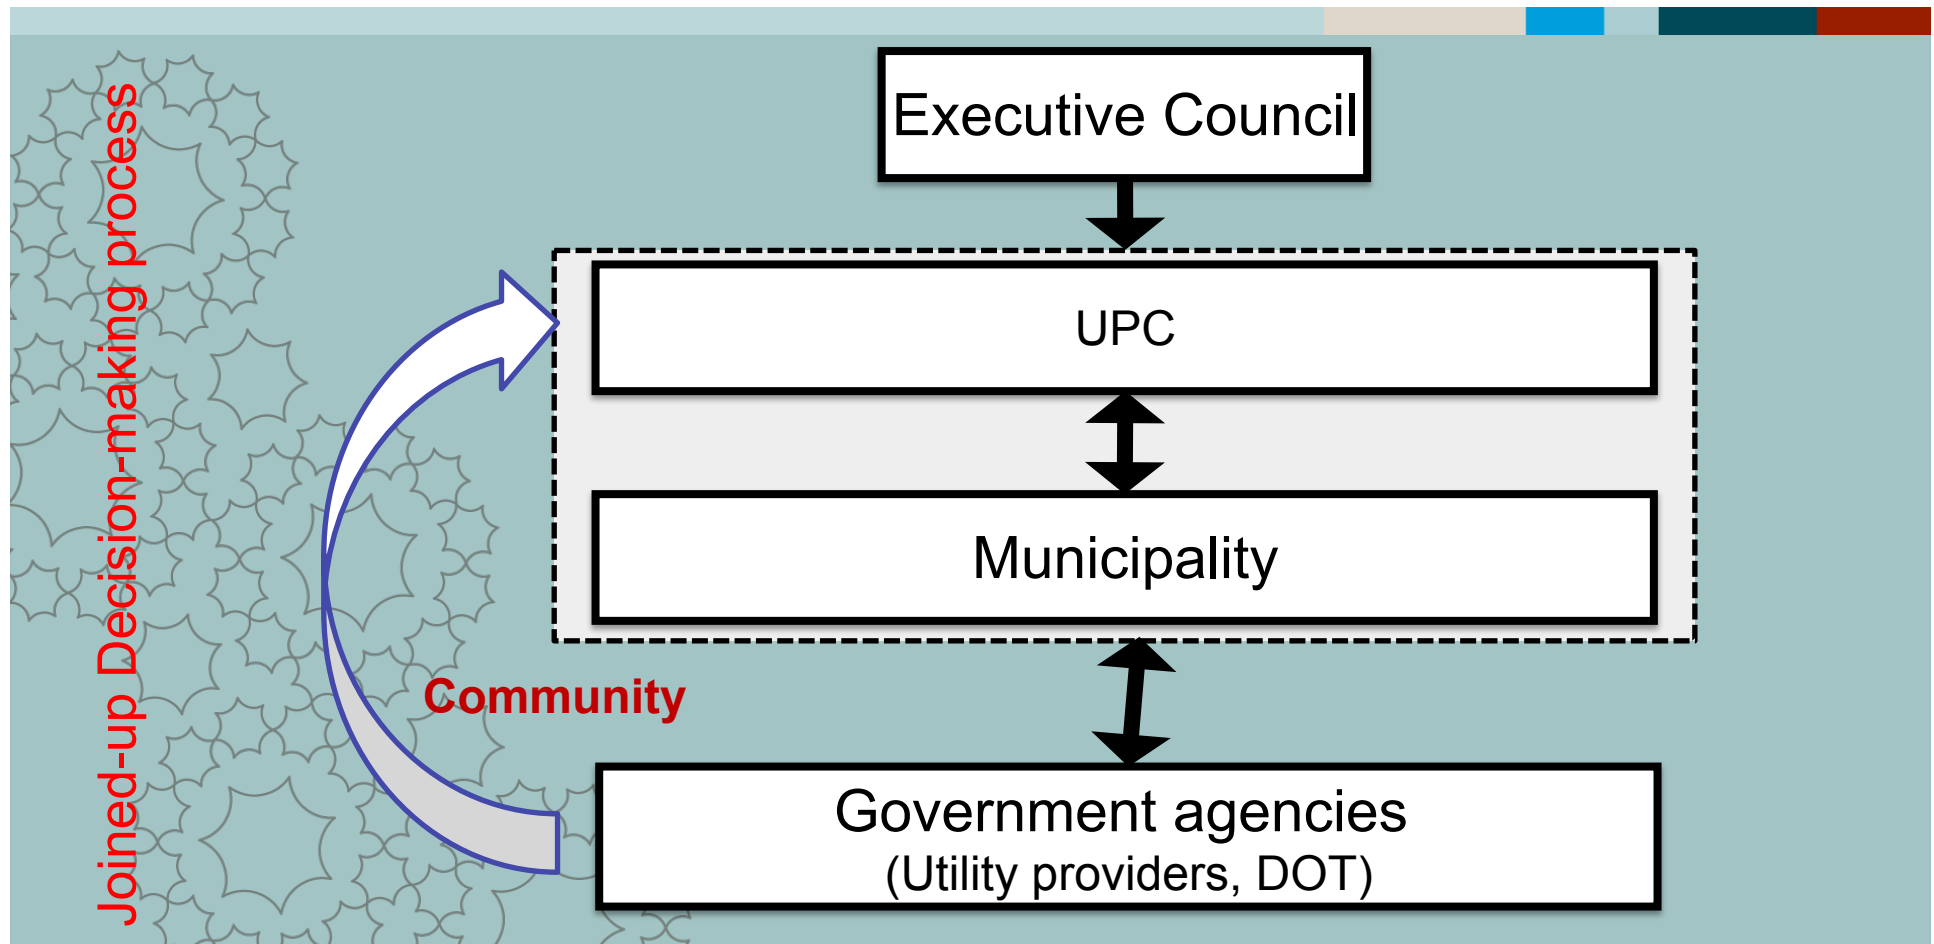 Joined-up Decision-making process
Executive Council
UPC
Municipality
Community
Government agencies
(Utility providers, DOT)